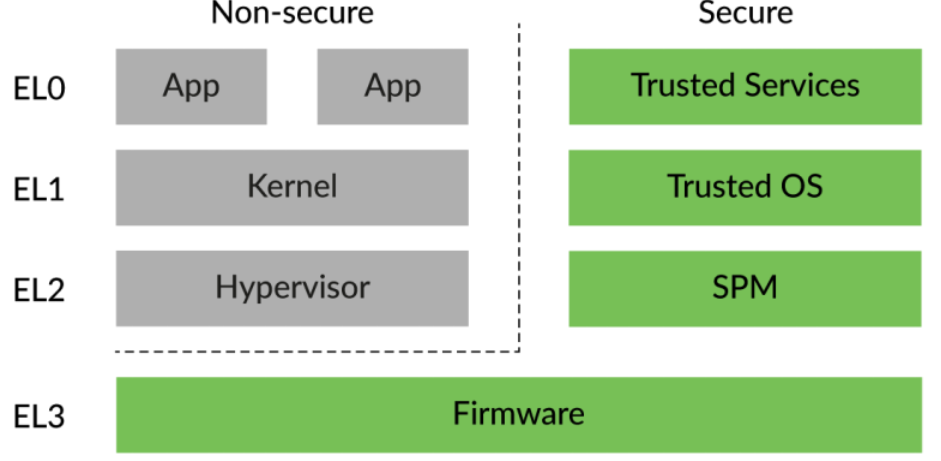 Non-secure Secure
EL0 App App Trusted Services
EL1 Kernel Trusted OS
EL2 Hypervisor SPM
EL3 Firmware